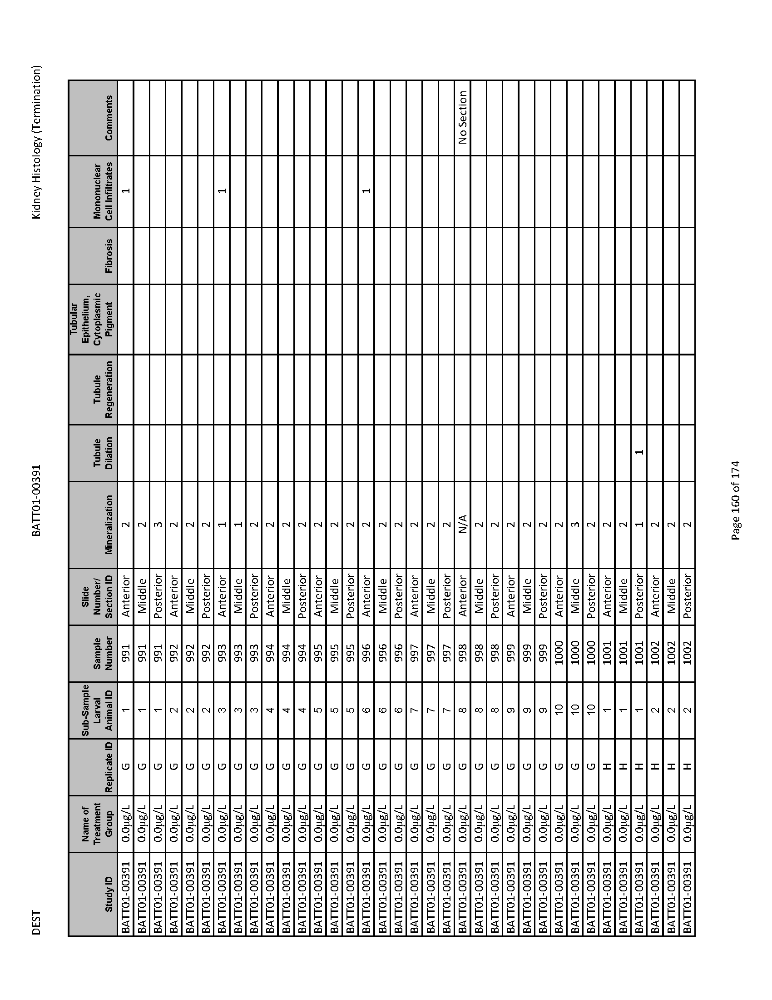 DEST BATT01-00391 Kidney Histology (Termination)
Study ID Name of Treatment Group Replicate ID Sub-Sample Larval Animal ID Sample Number Slide Number/ Section ID Mineralization Tubule Dilation Tubule Regeneration Tubular Epithelium, Cytoplasmic Pigment Fibrosis Mononuclear Cell Infiltrates Comments
BATT01-00391 0.0µg/L G 1 991 Anterior 2 1
BATT01-00391 0.0µg/L G 1 991 Middle 2
BATT01-00391 0.0µg/L G 1 991 Posterior 3
BATT01-00391 0.0µg/L G 2 992 Anterior 2
BATT01-00391 0.0µg/L G 2 992 Middle 2
BATT01-00391 0.0µg/L G 2 992 Posterior 2
BATT01-00391 0.0µg/L G 3 993 Anterior 1 1
BATT01-00391 0.0µg/L G 3 993 Middle 1
BATT01-00391 0.0µg/L G 3 993 Posterior 2
BATT01-00391 0.0µg/L G 4 994 Anterior 2
BATT01-00391 0.0µg/L G 4 994 Middle 2
BATT01-00391 0.0µg/L G 4 994 Posterior 2
BATT01-00391 0.0µg/L G 5 995 Anterior 2
BATT01-00391 0.0µg/L G 5 995 Middle 2
BATT01-00391 0.0µg/L G 5 995 Posterior 2
BATT01-00391 0.0µg/L G 6 996 Anterior 2 1
BATT01-00391 0.0µg/L G 6 996 Middle 2
BATT01-00391 0.0µg/L G 6 996 Posterior 2
BATT01-00391 0.0µg/L G 7 997 Anterior 2
BATT01-00391 0.0µg/L G 7 997 Middle 2
BATT01-00391 0.0µg/L G 7 997 Posterior 2
BATT01-00391 0.0µg/L G 8 998 Anterior N/A No Section
BATT01-00391 0.0µg/L G 8 998 Middle 2
BATT01-00391 0.0µg/L G 8 998 Posterior 2
BATT01-00391 0.0µg/L G 9 999 Anterior 2
BATT01-00391 0.0µg/L G 9 999 Middle 2
BATT01-00391 0.0µg/L G 9 999 Posterior 2
BATT01-00391 0.0µg/L G 10 1000 Anterior 2
BATT01-00391 0.0µg/L G 10 1000 Middle 3
BATT01-00391 0.0µg/L G 10 1000 Posterior 2
BATT01-00391 0.0µg/L H 1 1001 Anterior 2
BATT01-00391 0.0µg/L H 1 1001 Middle 2
BATT01-00391 0.0µg/L H 1 1001 Posterior 1 1
BATT01-00391 0.0µg/L H 2 1002 Anterior 2
BATT01-00391 0.0µg/L H 2 1002 Middle 2
BATT01-00391 0.0µg/L H 2 1002 Posterior 2
Page 160 of 174